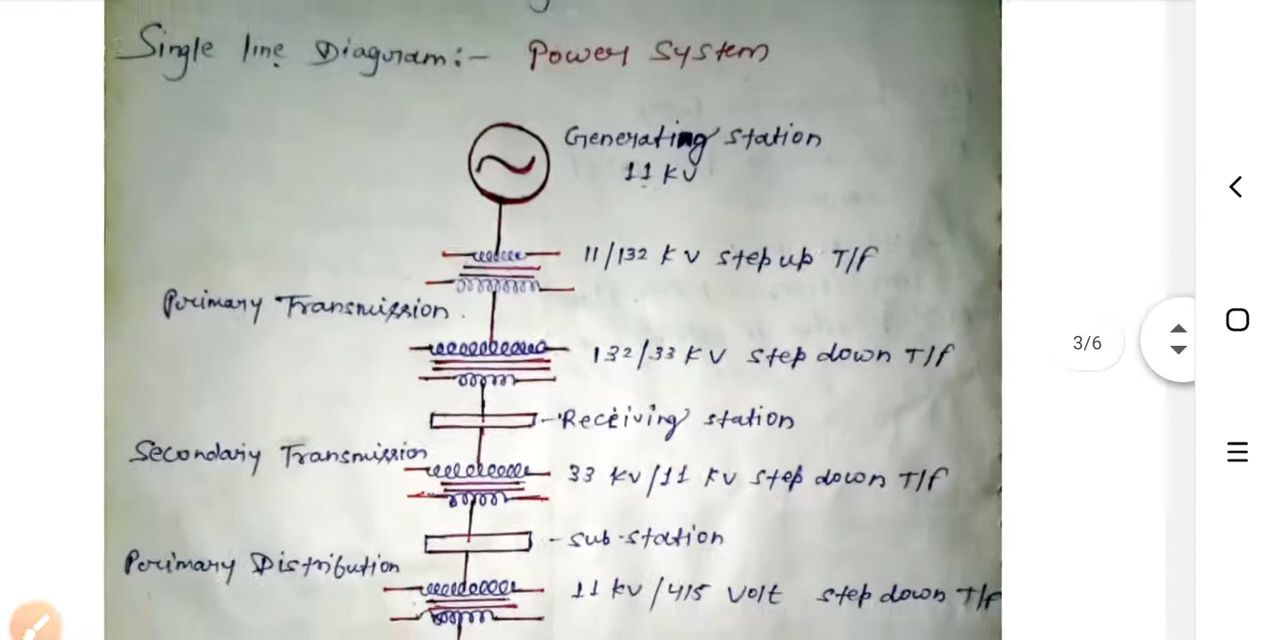 Single line Diagram:- Power System
Generating station
11 kV
11/132 kV step up T/f
Primary Transmission.
132/33 kV step down T/f
Receiving station
Secondary Transmission
33 kv/11 kv step down T/f
sub-station
Primary Distribution
11 kv/415 Volt step down T/f
3/6